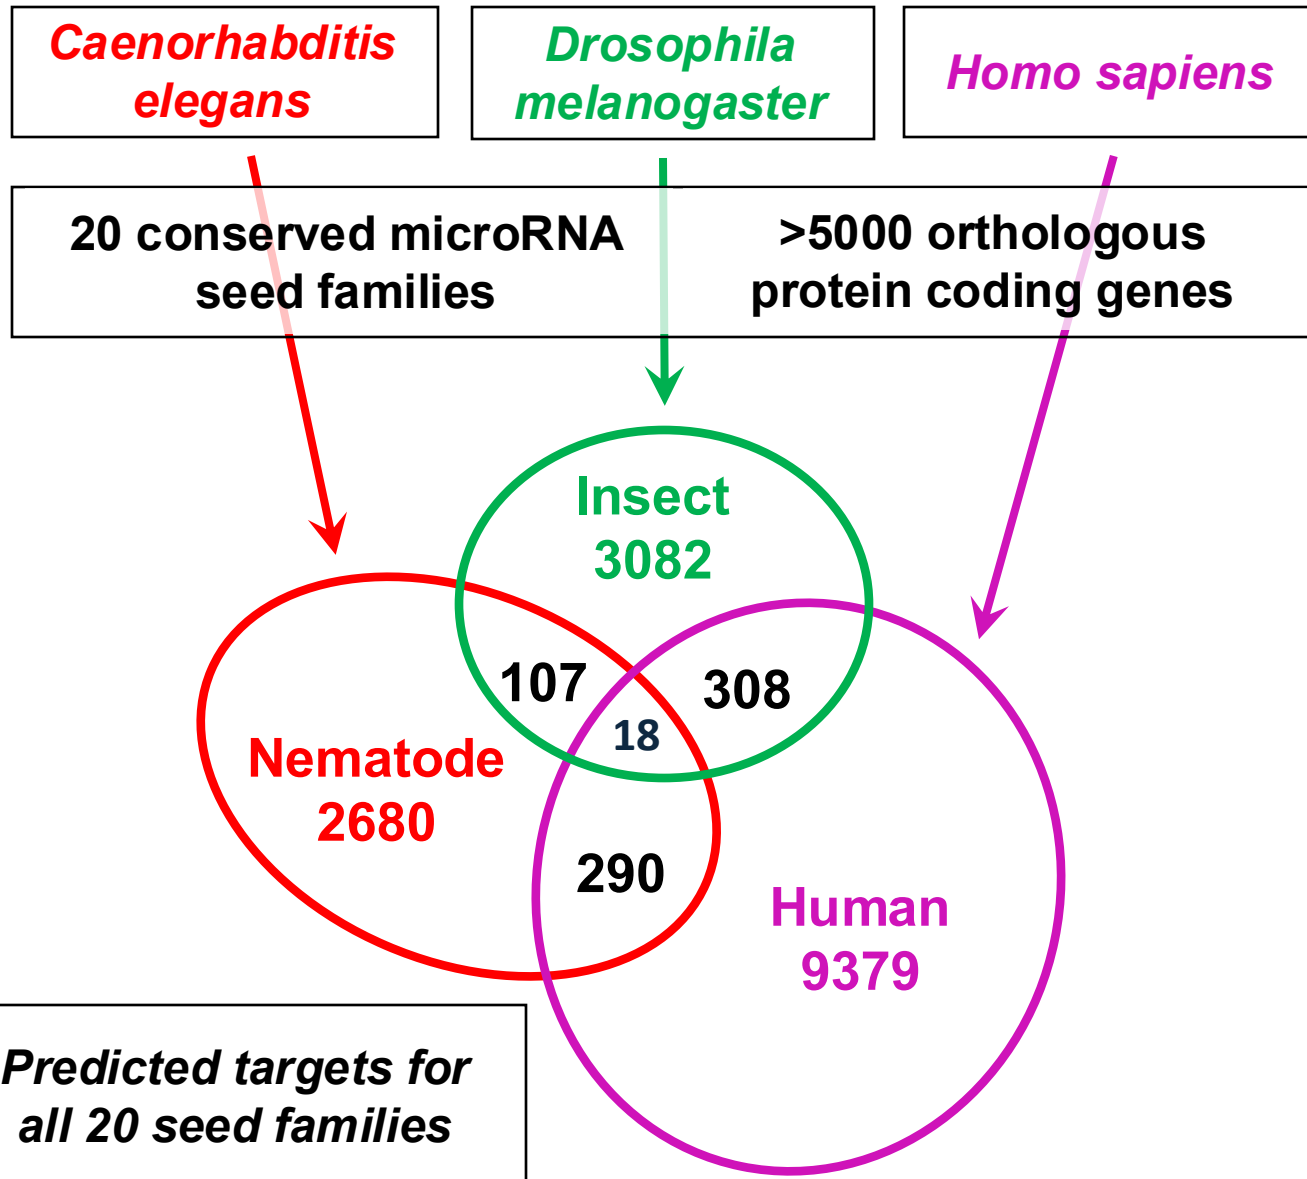 Caenorhabditis
elegans
Drosophila
melanogaster
Homo sapiens
20 conserved microRNA
seed families
>5000 orthologous
protein coding genes
Insect
3082
107
308
18
Nematode
2680
290
Human
9379
Predicted targets for
all 20 seed families